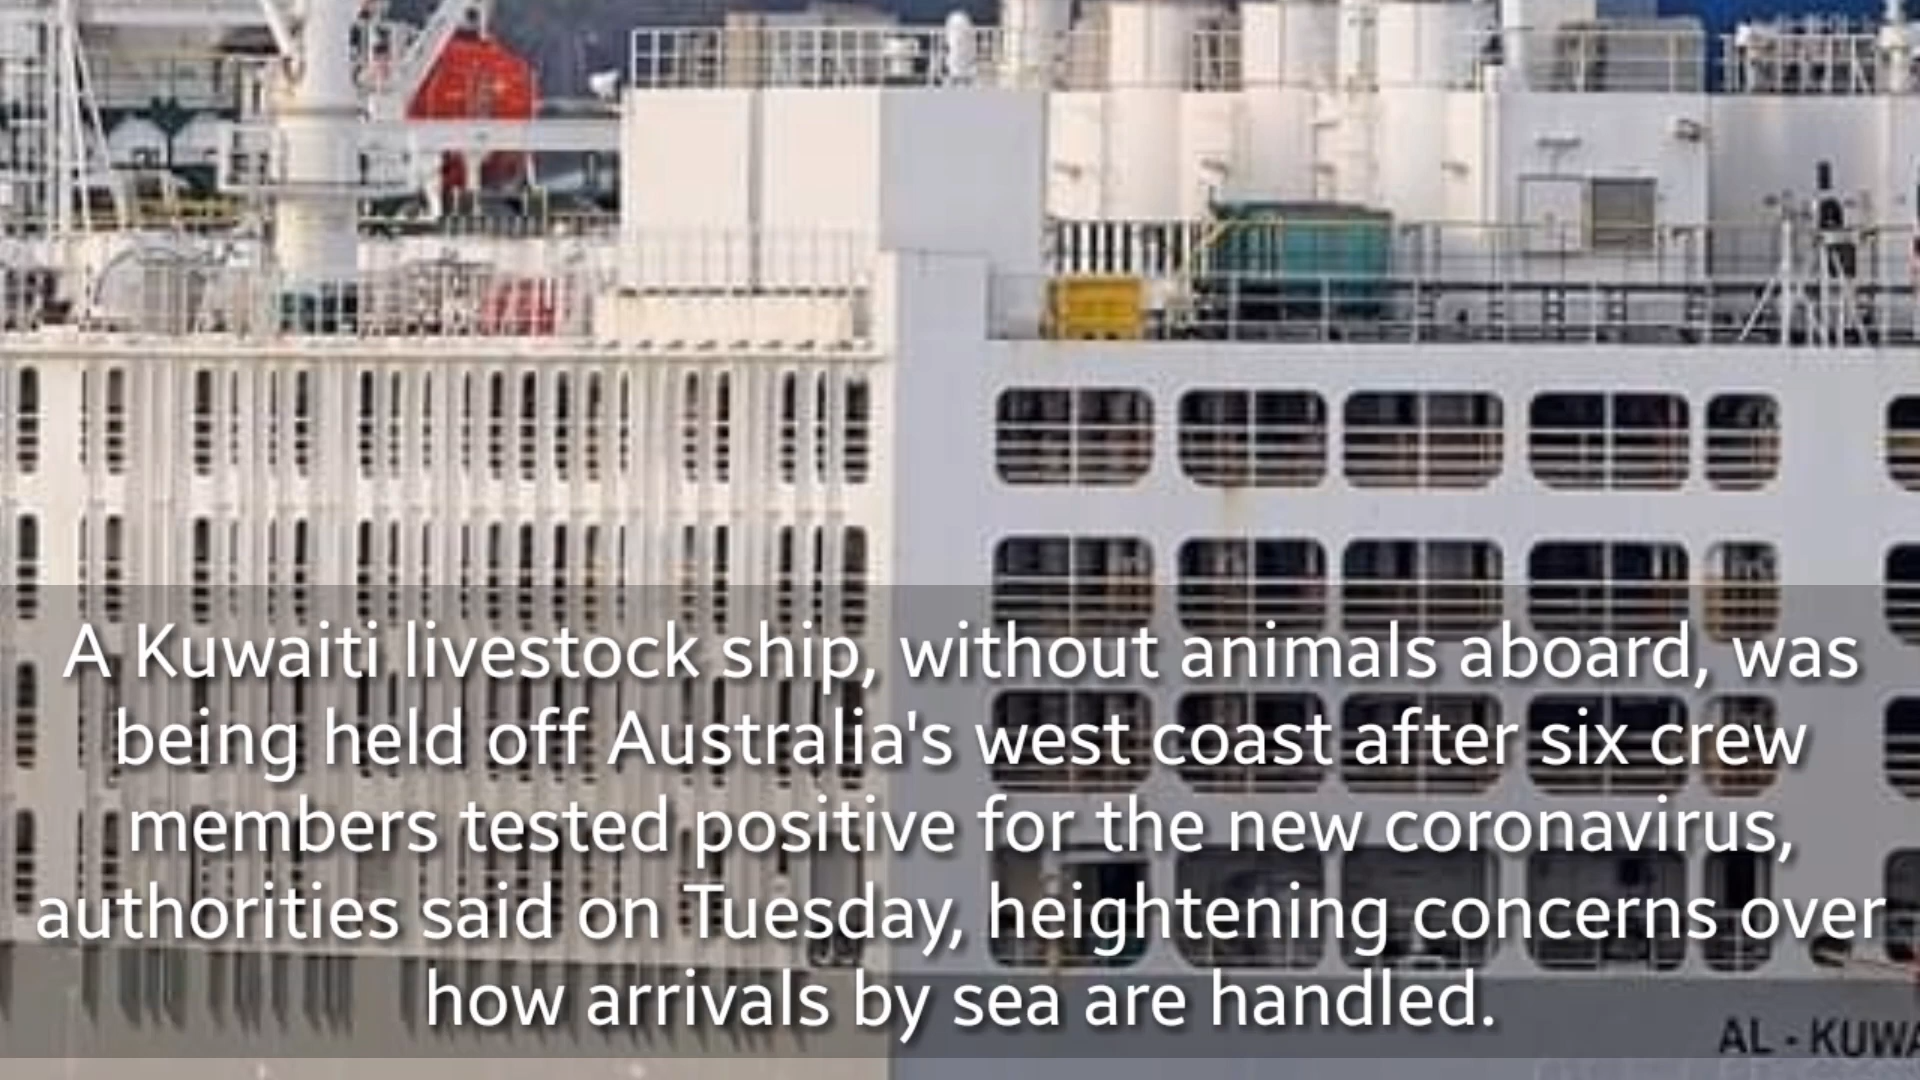 A Kuwaiti livestock ship, without animals aboard, was
being held off Australia's west coast after six crew
members tested positive for the new coronavirus,
authorities said on Tuesday, heightening concerns over
how arrivals by sea are handled.
AL - KUWA